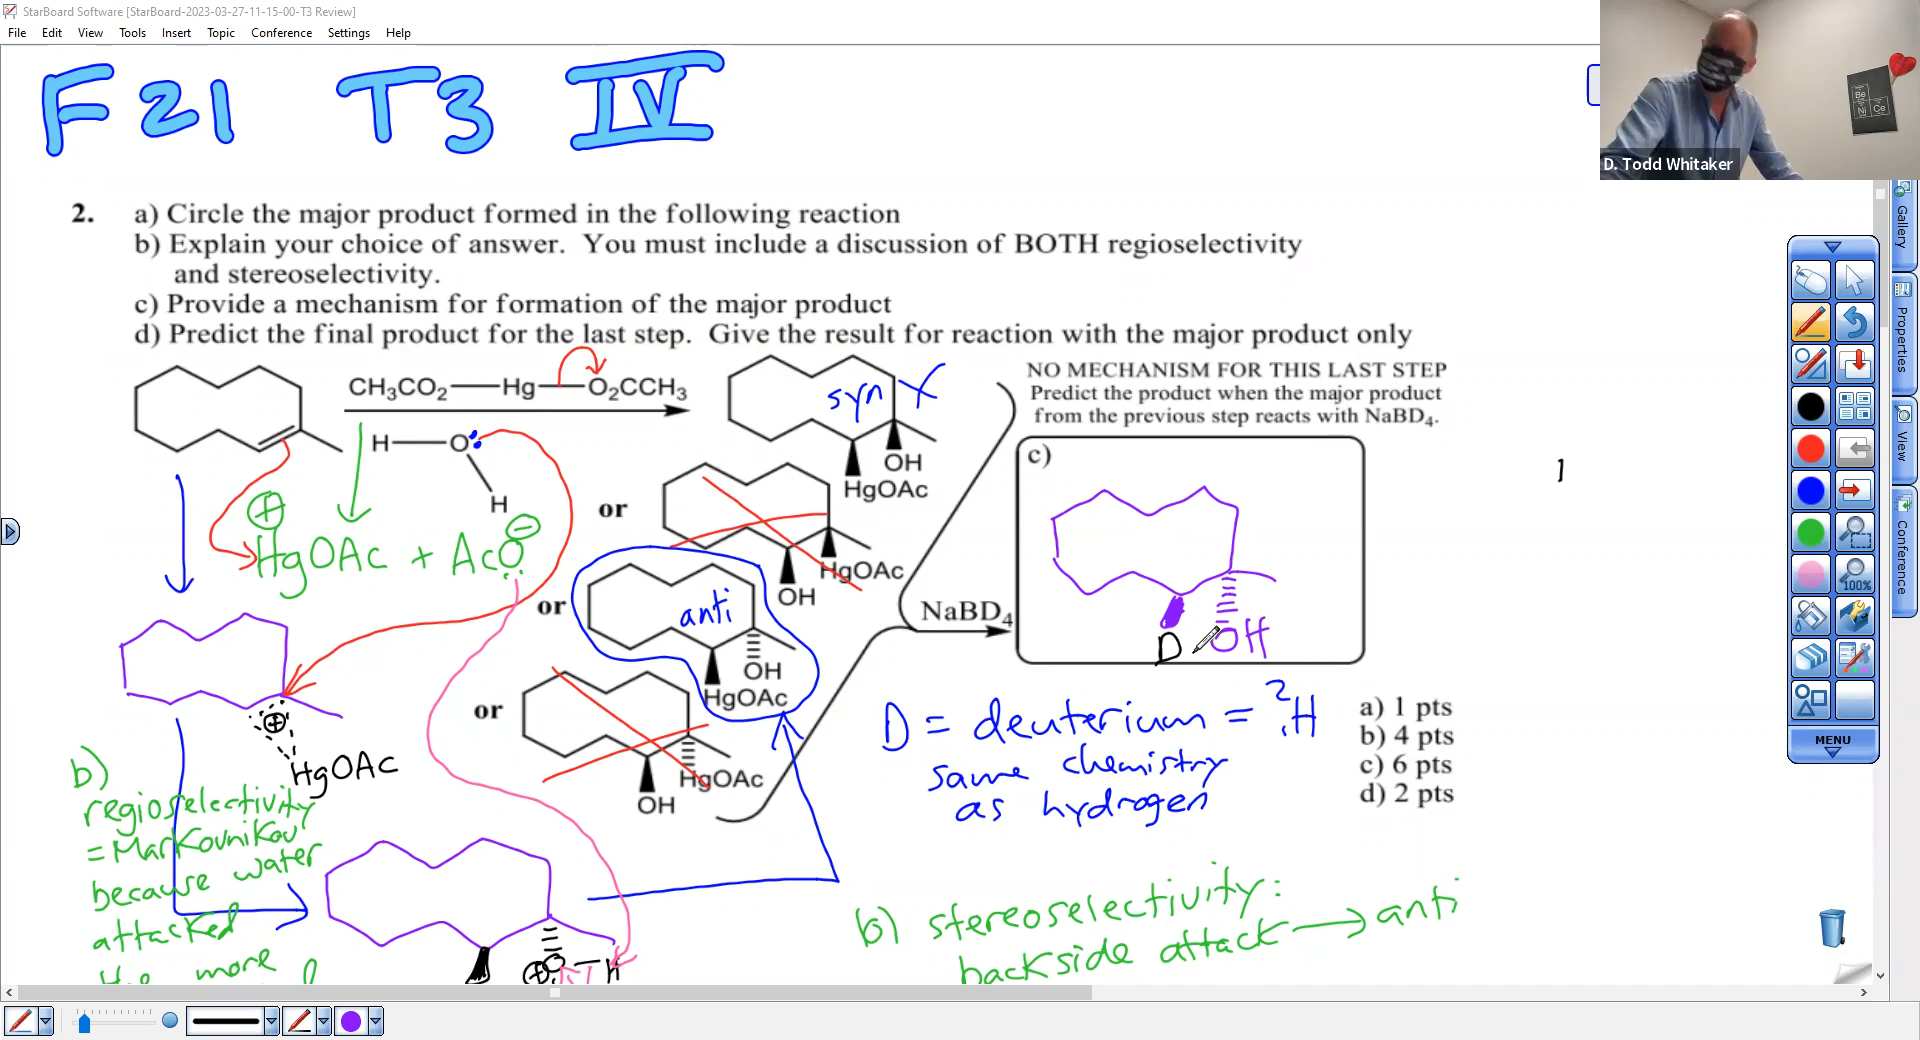 StarBoard Software [StarBoard-2023-03-27-11-15-00-T3 Review]
File Edit View Tools Insert Topic Conference Settings Help
F21 T3 IV
D. Todd Whitaker
Be
Ni Ce
2. a) Circle the major product formed in the following reaction
b) Explain your choice of answer. You must include a discussion of BOTH regioselectivity
and stereoselectivity.
c) Provide a mechanism for formation of the major product
d) Predict the final product for the last step. Give the result for reaction with the major product only
CH₃CO₂—Hg—O₂CCH₃
H—O:
H
⊕
HgOAc + AcO
⊖
syn X
OH
HgOAc
or
HgOAc
OH
or
anti
OH
HgOAc
or
HgOAc
OH
NO MECHANISM FOR THIS LAST STEP
Predict the product when the major product
from the previous step reacts with NaBD₄.
NaBD₄
c)
D OH
D = deuterium = ²₁H
same chemistry
as hydrogen
a) 1 pts
b) 4 pts
c) 6 pts
d) 2 pts
⊕
HgOAc
b)
regioselectivity
= Markovnikov
because water
attacked
the more
⊕O—H
b) stereoselectivity:
backside attack → anti
Gallery
Properties
View
Conference
100%
MENU